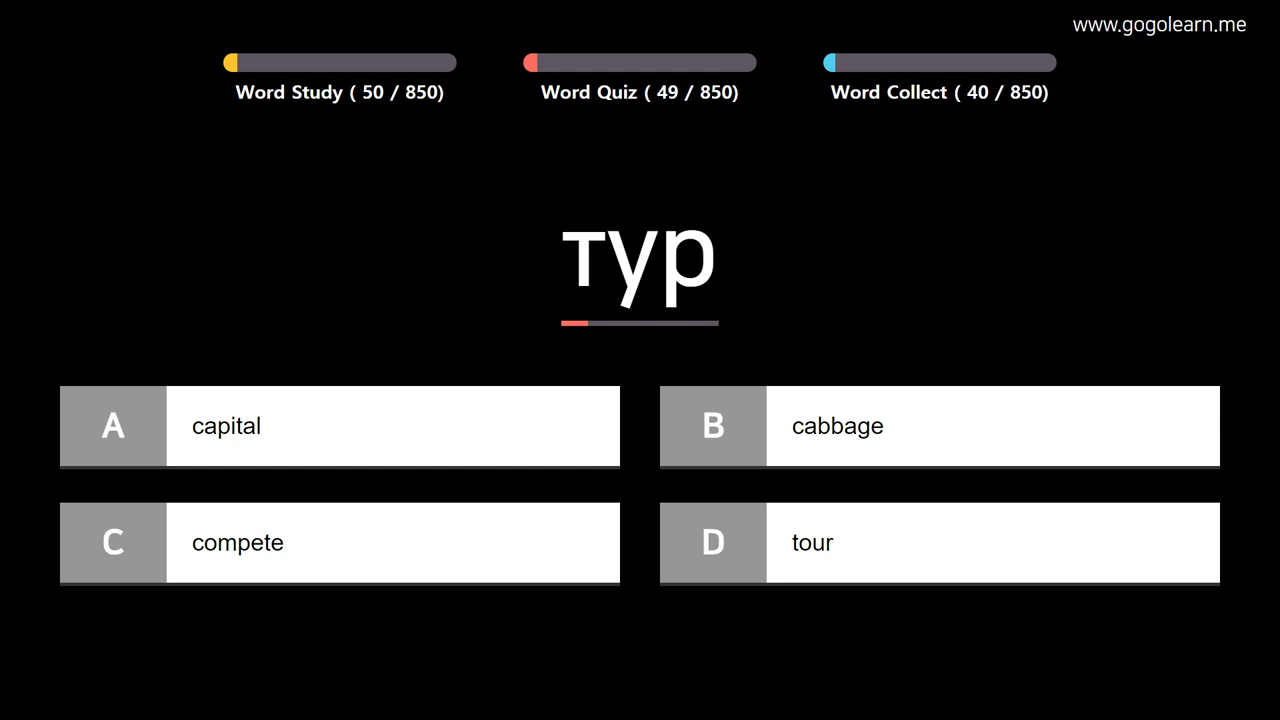 www.gogolearn.me
Word Study ( 50 / 850)
Word Quiz ( 49 / 850)
Word Collect ( 40 / 850)
тур
A capital
B cabbage
C compete
D tour